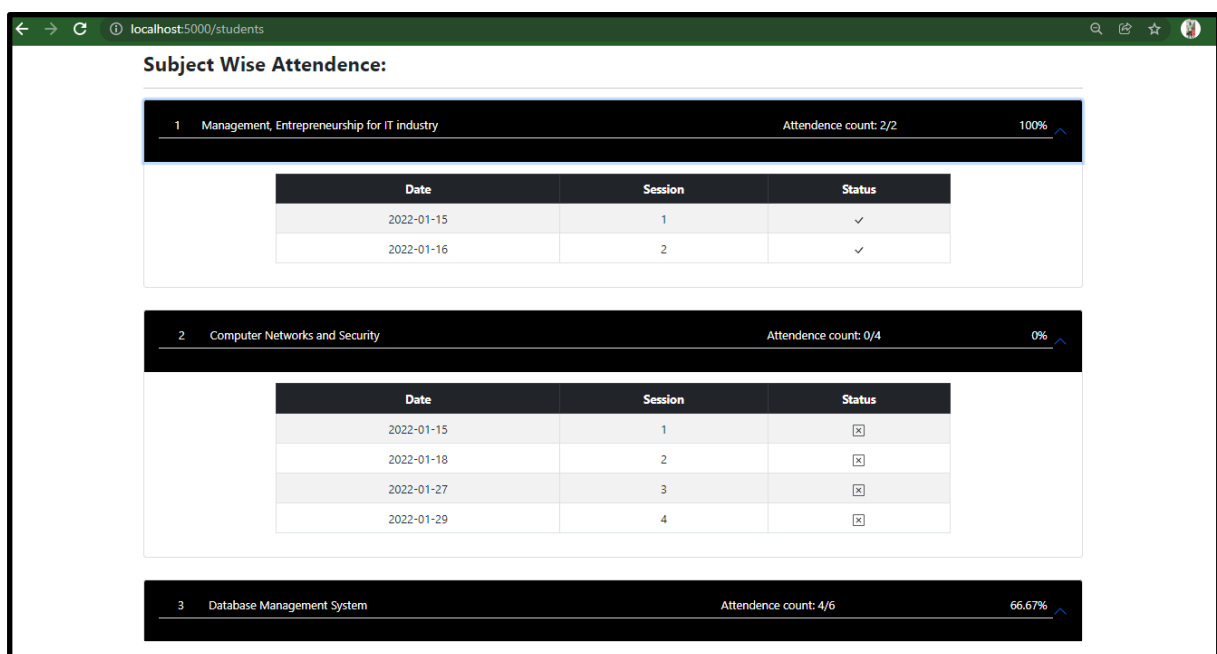 localhost:5000/students
Subject Wise Attendence:
1 Management, Entrepreneurship for IT industry Attendence count: 2/2 100%
Date Session Status
2022-01-15 1
2022-01-16 2
2 Computer Networks and Security Attendence count: 0/4 0%
Date Session Status
2022-01-15 1
2022-01-18 2
2022-01-27 3
2022-01-29 4
3 Database Management System Attendence count: 4/6 66.67%